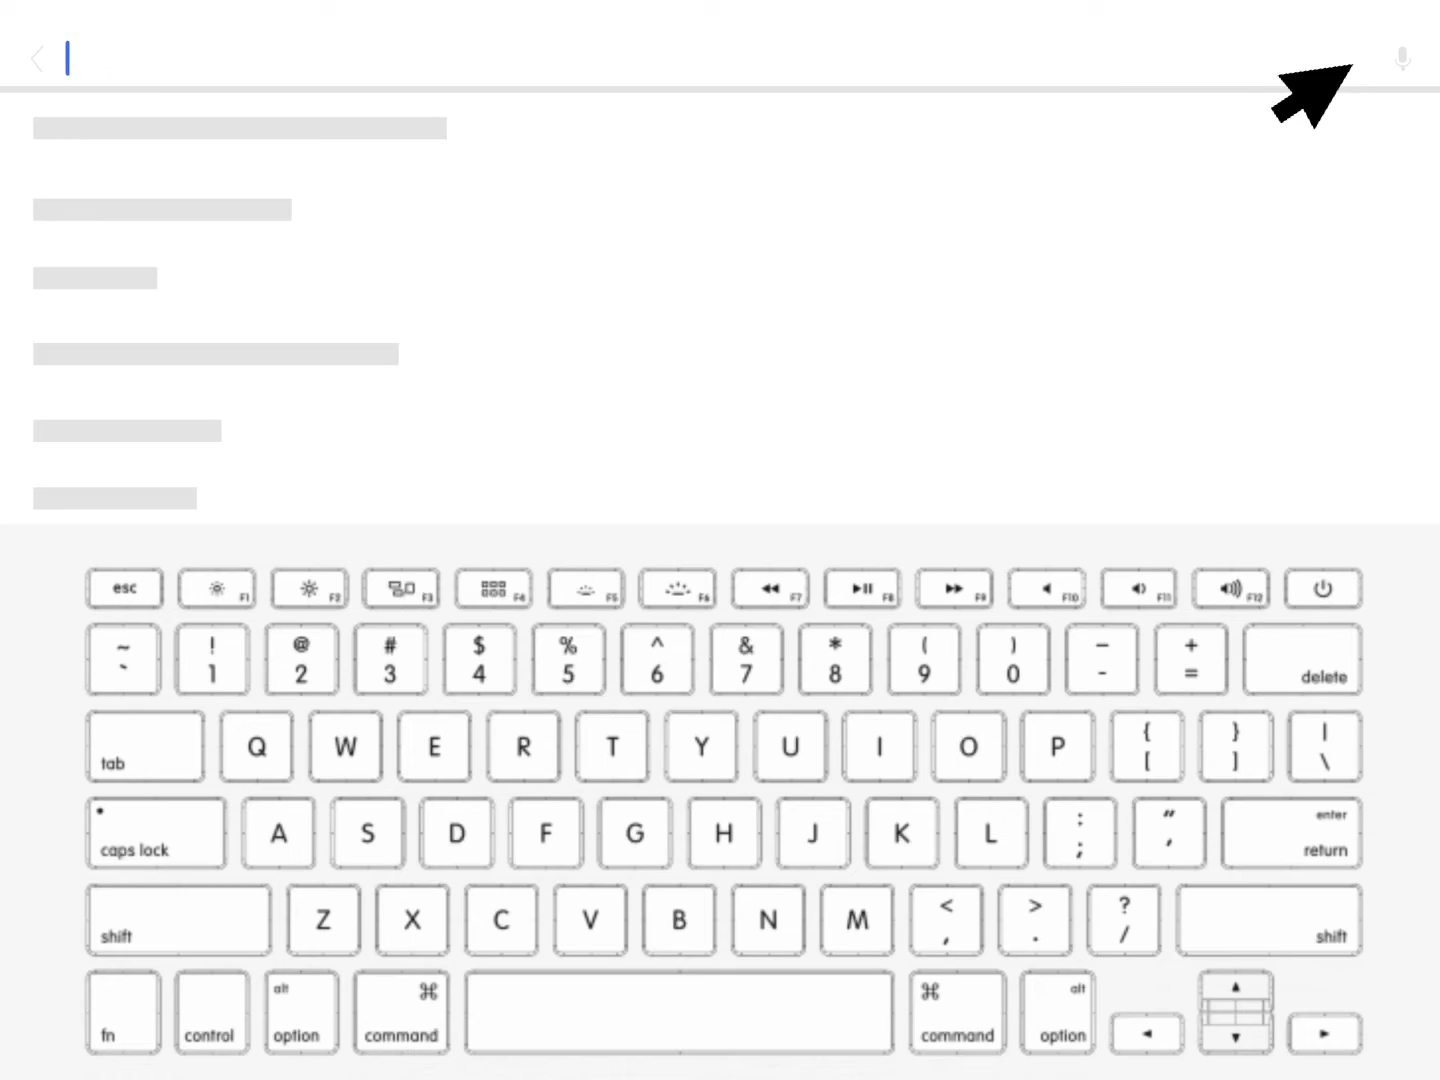 esc F1 F2 F3 F4 F5 F6 F7 F8 F9 F10 F11 F12
~ ! @ # $ % ^ & * ( ) – +
` 1 2 3 4 5 6 7 8 9 0 - = delete
tab Q W E R T Y U I O P { [ } ] | \
caps lock A S D F G H J K L : ; " ' enter return
shift Z X C V B N M < , > . ? / shift
fn control alt option ⌘ command ⌘ command alt option ◀ ▲ ▼ ▶